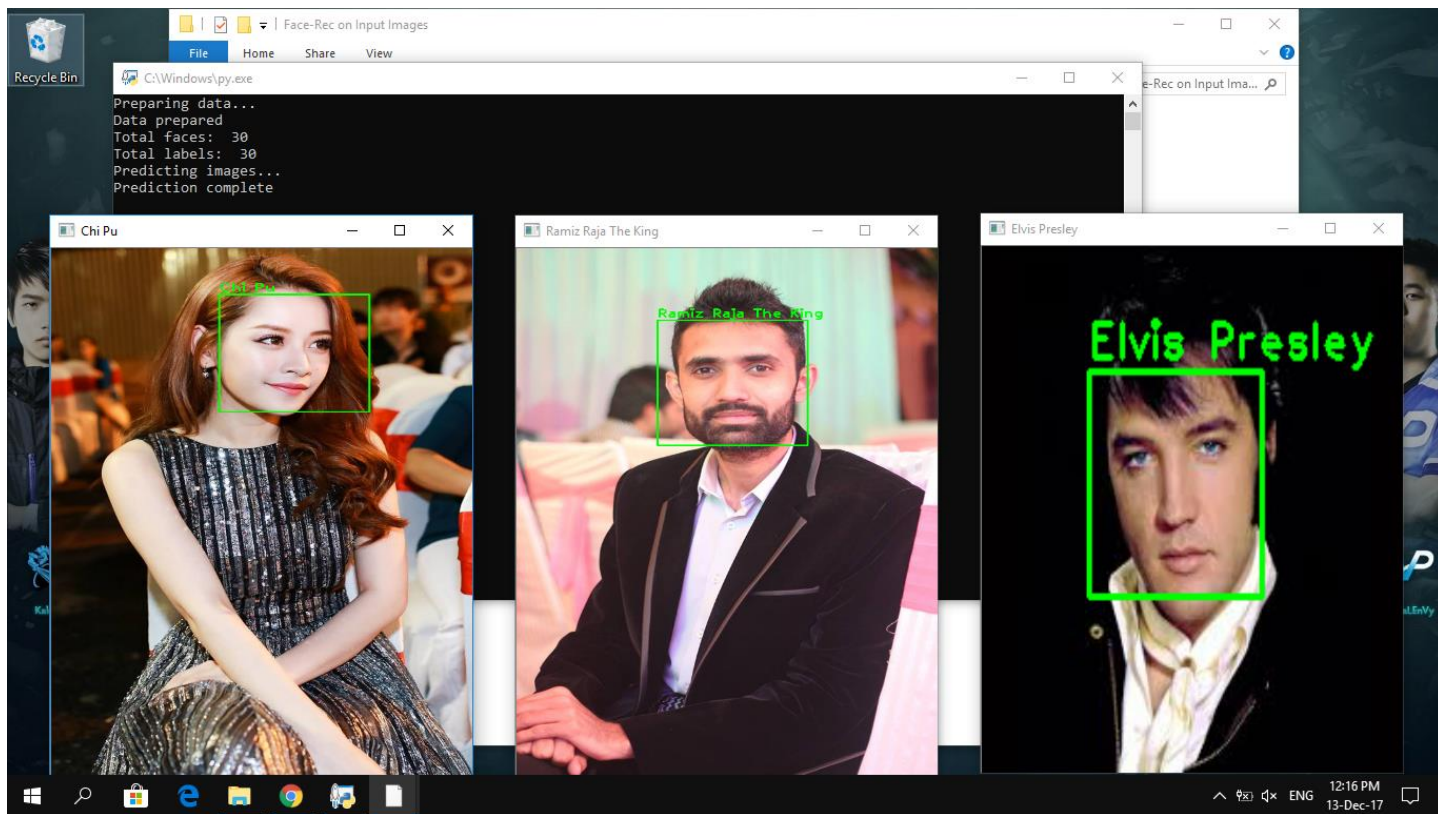 Face-Rec on Input Images
File Home Share View
Recycle Bin
C:\Windows\py.exe
e-Rec on Input Ima...
Preparing data...
Data prepared
Total faces:  30
Total labels:  30
Predicting images...
Prediction complete
Chi Pu
Ramiz Raja The King
Elvis Presley
Chi Pu
Ramiz Raja The King
Elvis Presley
P
Kal
aLEnVy
ENG
12:16 PM
13-Dec-17